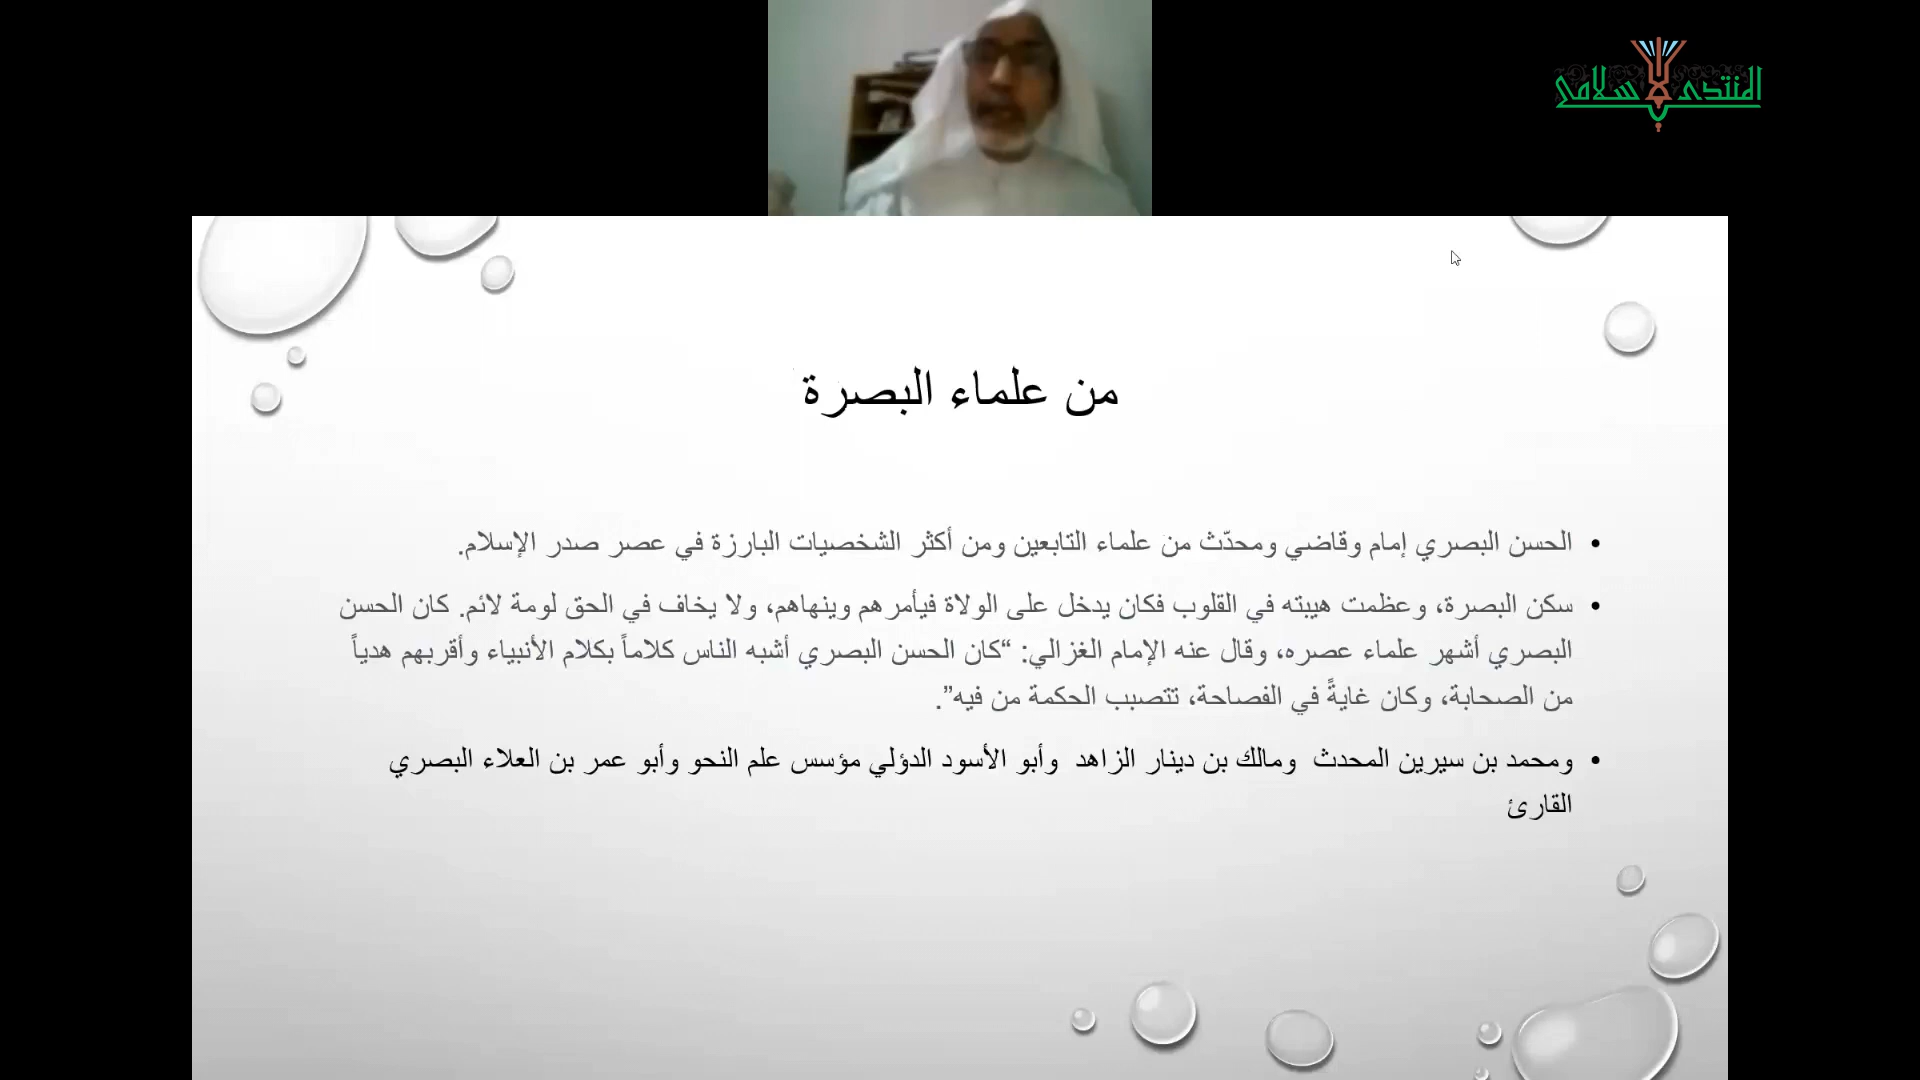 المنتدى الإسلامي
من علماء البصرة
• الحسن البصري إمام وقاضي ومحدّث من علماء التابعين ومن أكثر الشخصيات البارزة في عصر صدر الإسلام.
• سكن البصرة، وعظمت هيبته في القلوب فكان يدخل على الولاة فيأمرهم وينهاهم، ولا يخاف في الحق لومة لائم. كان الحسن
البصري أشهر علماء عصره، وقال عنه الإمام الغزالي: “كان الحسن البصري أشبه الناس كلاماً بكلام الأنبياء وأقربهم هدياً
من الصحابة، وكان غايةً في الفصاحة، تتصبب الحكمة من فيه”.
• ومحمد بن سيرين المحدث ومالك بن دينار الزاهد وأبو الأسود الدؤلي مؤسس علم النحو وأبو عمر بن العلاء البصري
القارئ